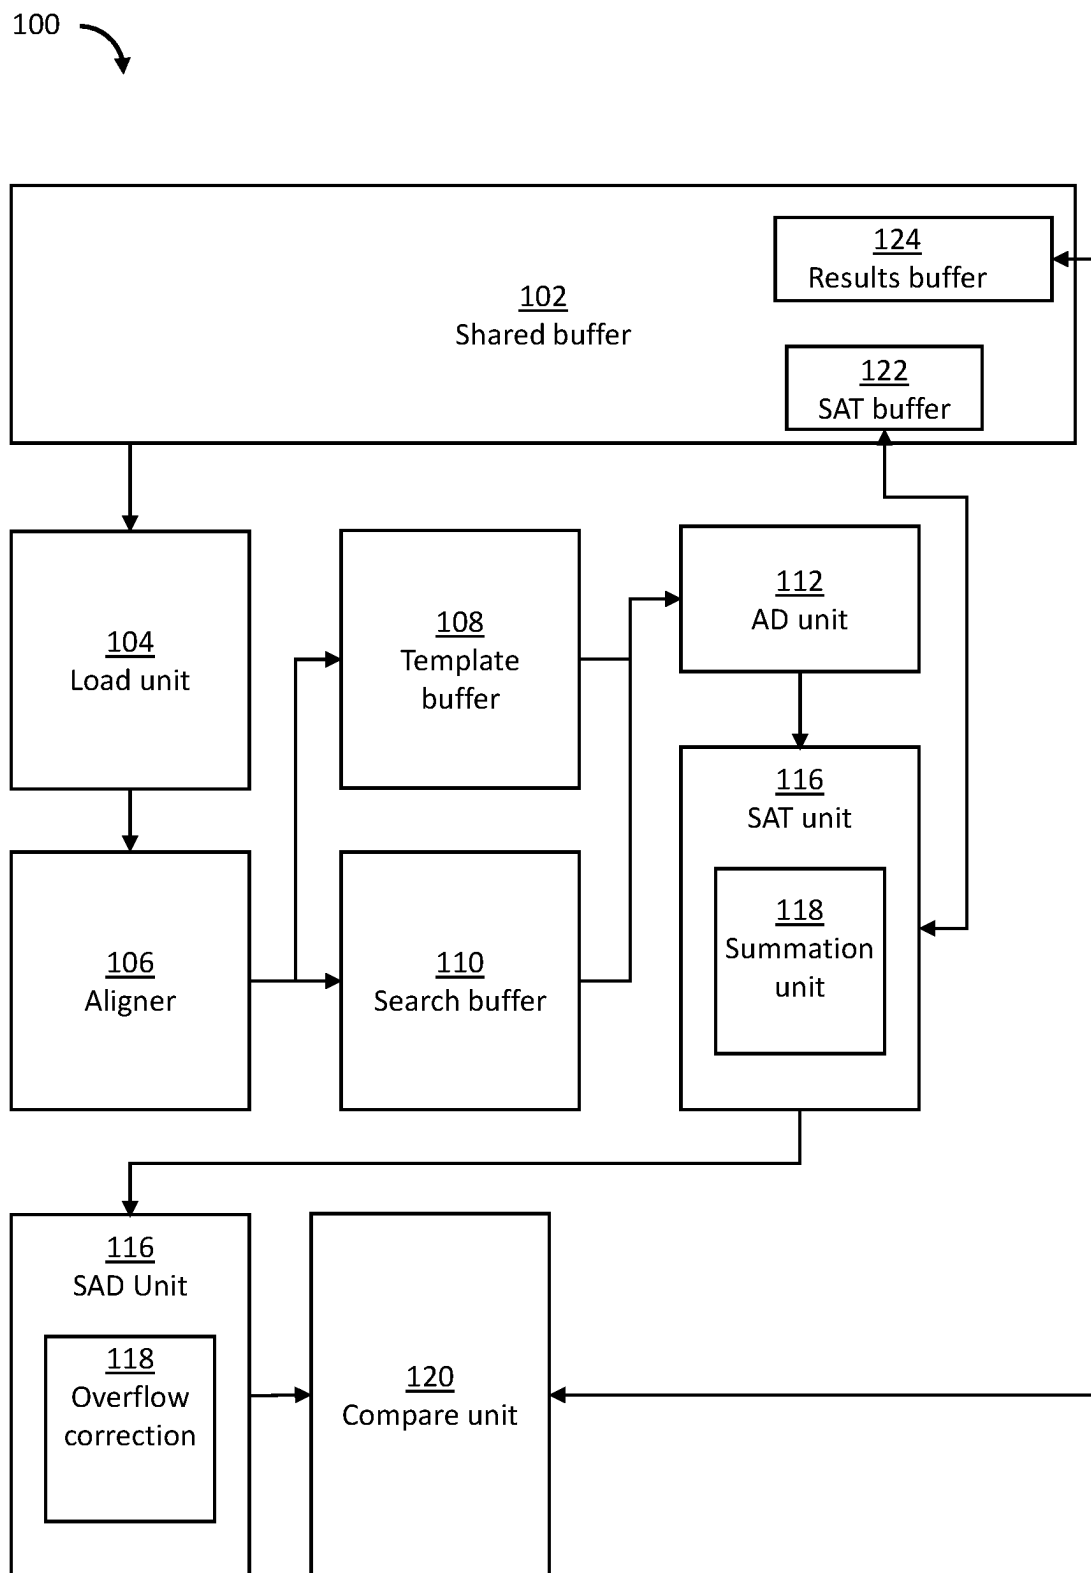 100
124
Results buffer
102
Shared buffer
122
SAT buffer
104
Load unit
108
Template
buffer
112
AD unit
116
SAT unit
118
Summation
unit
106
Aligner
110
Search buffer
116
SAD Unit
118
Overflow
correction
120
Compare unit